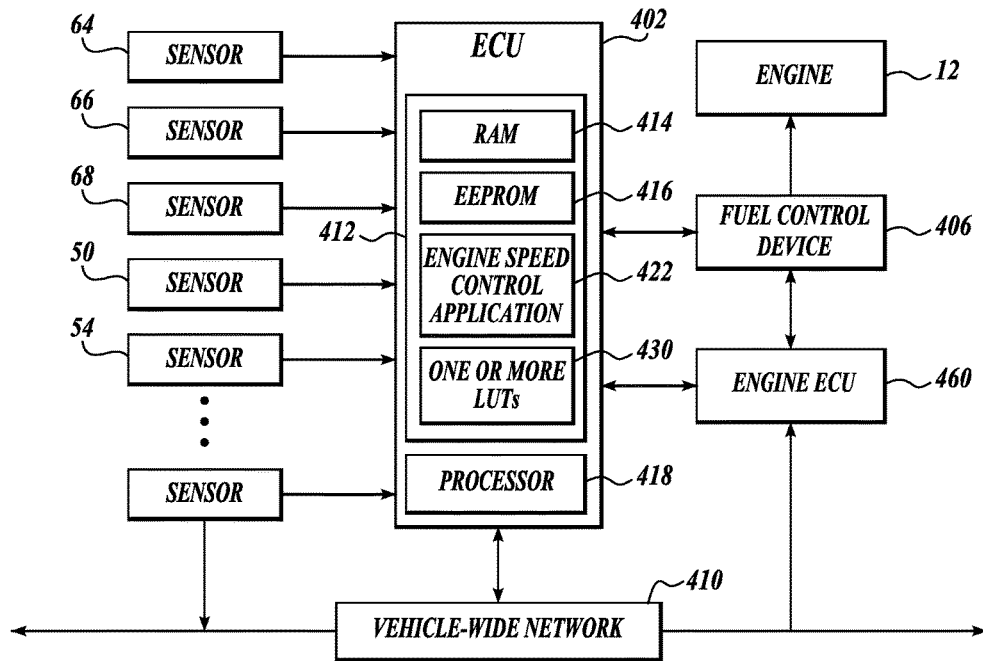 64
SENSOR
66
SENSOR
68
SENSOR
50
SENSOR
54
SENSOR
SENSOR
ECU
402
412
RAM
414
EEPROM
416
ENGINE SPEED
CONTROL
APPLICATION
422
ONE OR MORE
LUTs
430
PROCESSOR
418
ENGINE
12
FUEL CONTROL
DEVICE
406
ENGINE ECU
460
VEHICLE-WIDE NETWORK
410